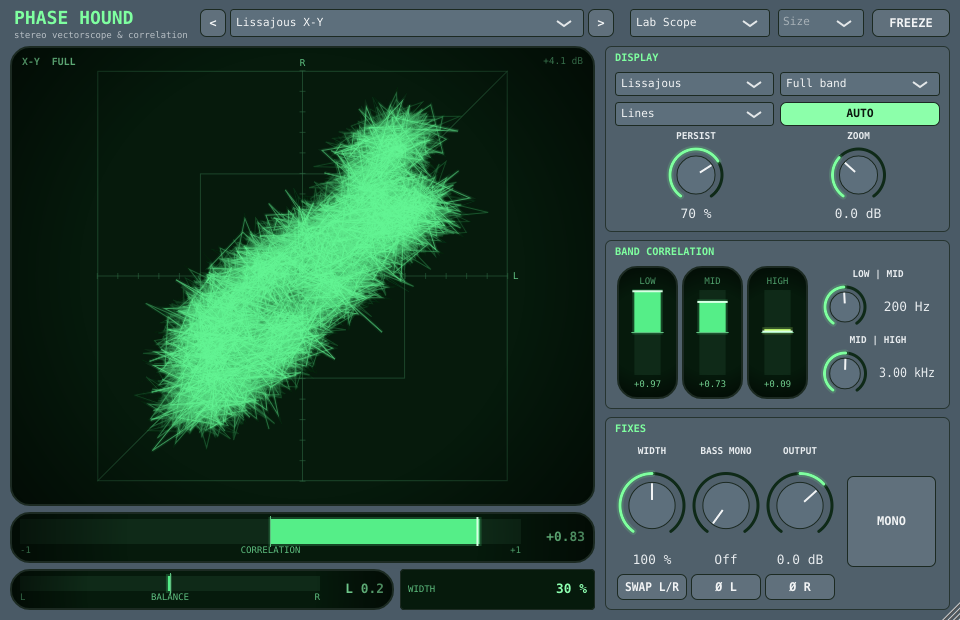 PHASE HOUND
stereo vectorscope & correlation
< Lissajous X-Y > Lab Scope Size FREEZE
X-Y FULL
+4.1 dB
R
L
-1 CORRELATION +1
+0.83
L BALANCE R
L 0.2
WIDTH 30 %
DISPLAY
Lissajous Full band
Lines AUTO
PERSIST ZOOM
70 % 0.0 dB
BAND CORRELATION
LOW MID HIGH
+0.97 +0.73 +0.09
LOW | MID
200 Hz
MID | HIGH
3.00 kHz
FIXES
WIDTH BASS MONO OUTPUT
100 % Off 0.0 dB
MONO
SWAP L/R Ø L Ø R